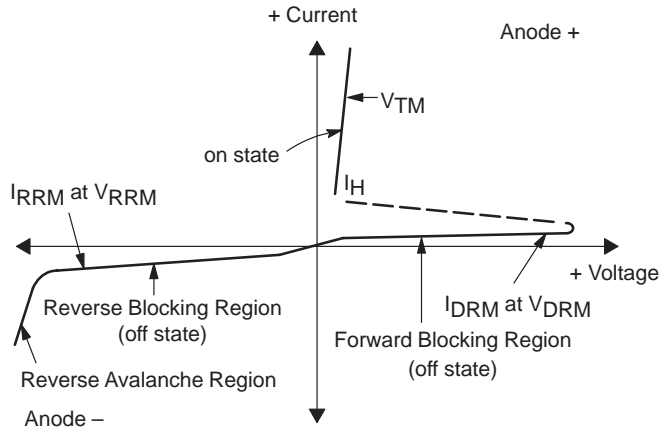 + Current
Anode +
VTM
on state
IH
IRRM at VRRM
+ Voltage
IDRM at VDRM
Reverse Blocking Region
(off state)
Forward Blocking Region
(off state)
Reverse Avalanche Region
Anode –